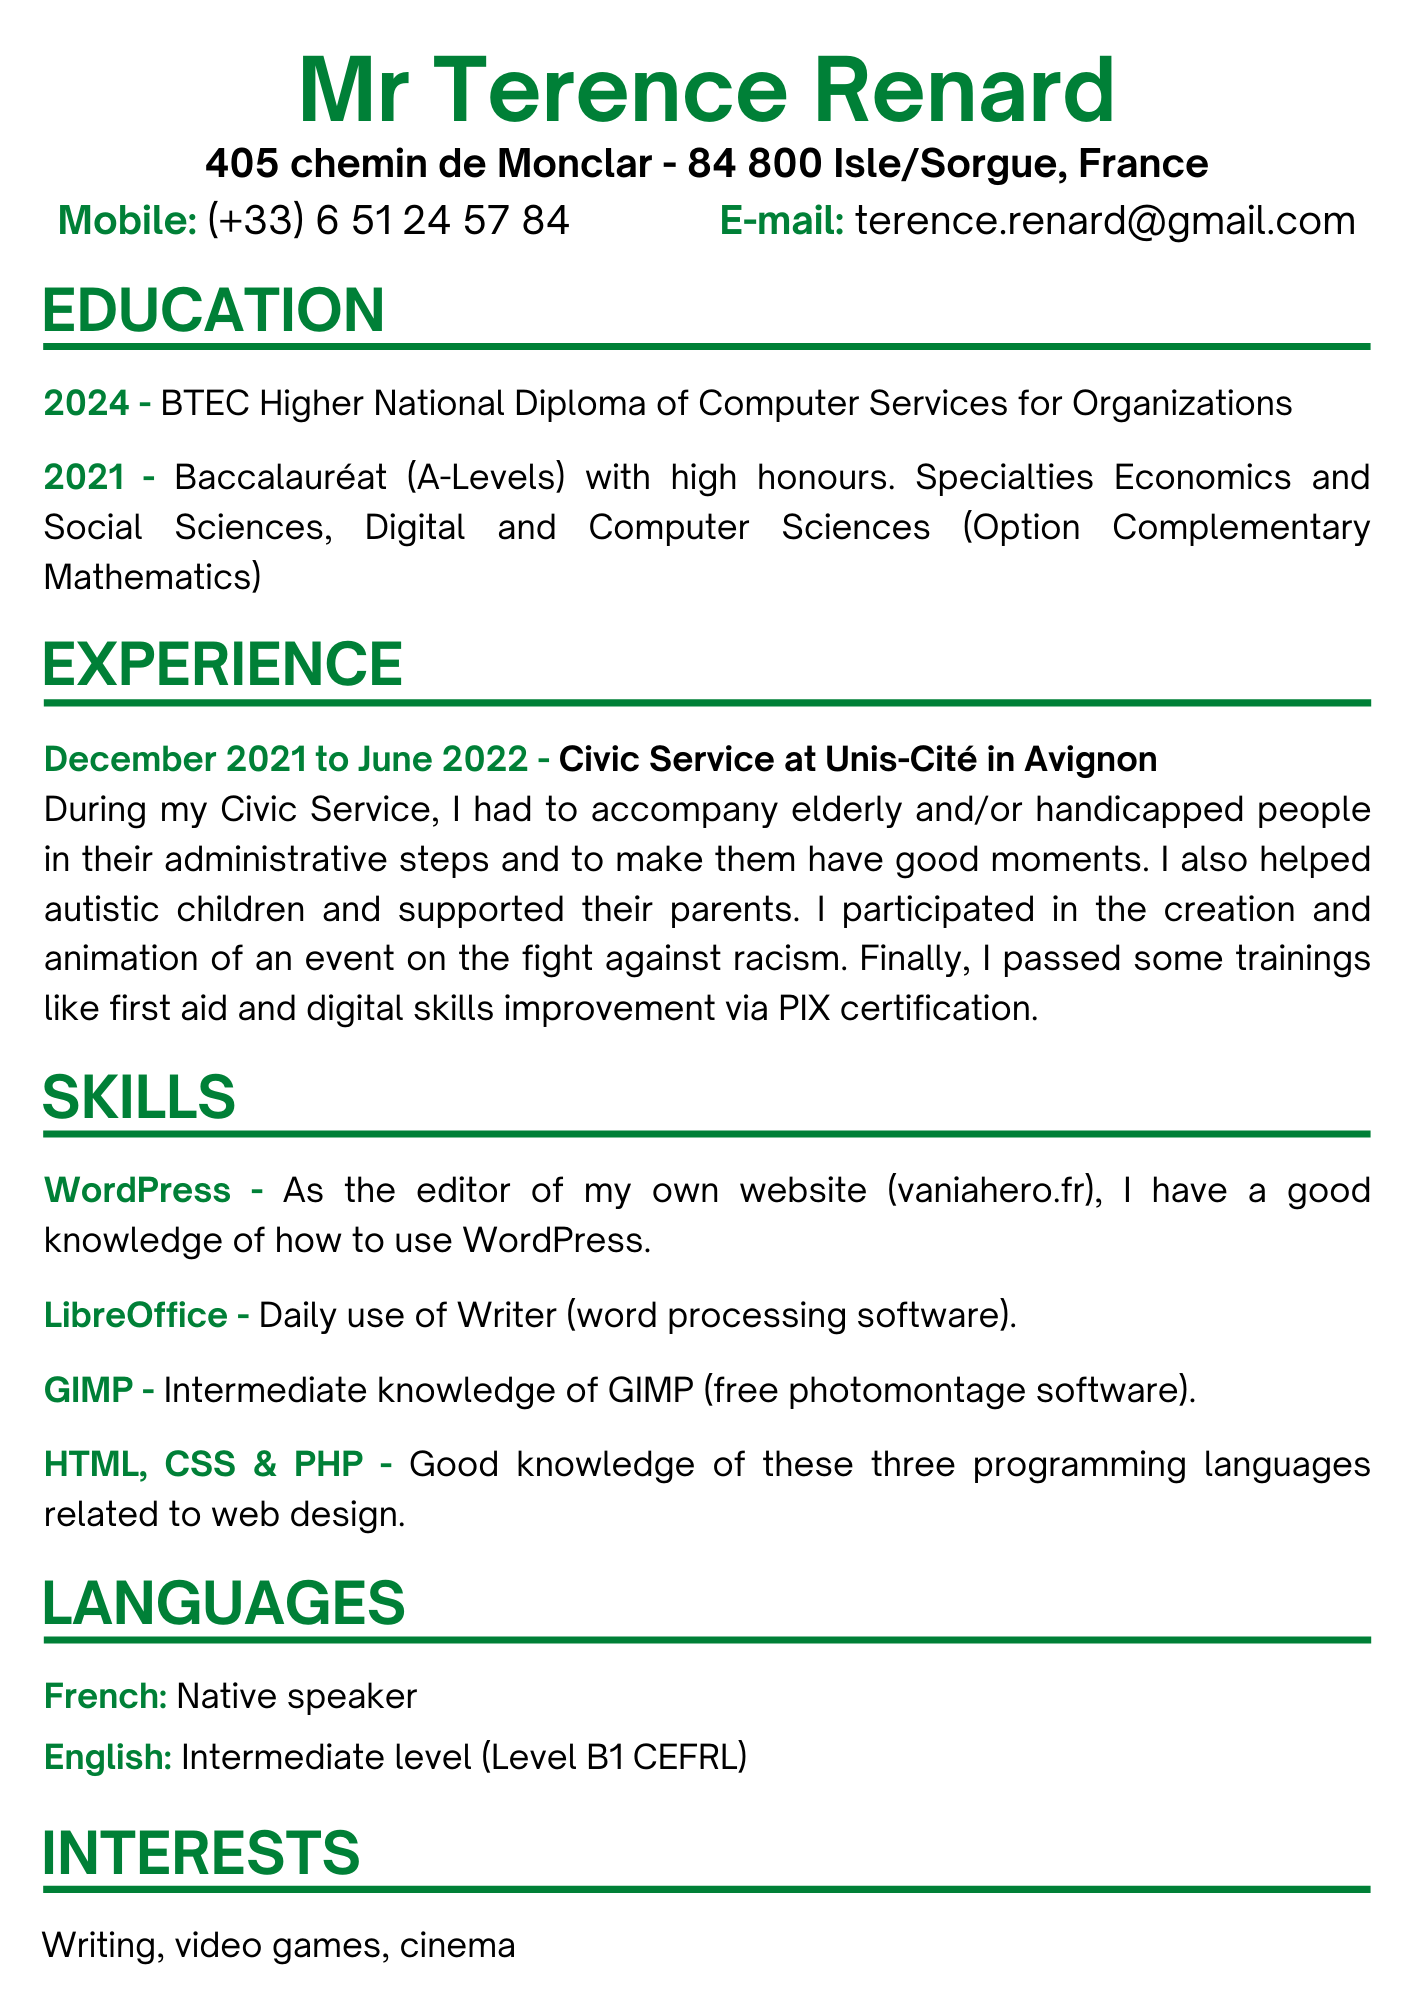 Mr Terence Renard
405 chemin de Monclar - 84 800 Isle/Sorgue, France
Mobile: (+33) 6 51 24 57 84 E-mail: terence.renard@gmail.com
EDUCATION
2024 - BTEC Higher National Diploma of Computer Services for Organizations
2021 - Baccalauréat (A-Levels) with high honours. Specialties Economics and
Social Sciences, Digital and Computer Sciences (Option Complementary
Mathematics)
EXPERIENCE
December 2021 to June 2022 - Civic Service at Unis-Cité in Avignon
During my Civic Service, I had to accompany elderly and/or handicapped people
in their administrative steps and to make them have good moments. I also helped
autistic children and supported their parents. I participated in the creation and
animation of an event on the fight against racism. Finally, I passed some trainings
like first aid and digital skills improvement via PIX certification.
SKILLS
WordPress - As the editor of my own website (vaniahero.fr), I have a good
knowledge of how to use WordPress.
LibreOffice - Daily use of Writer (word processing software).
GIMP - Intermediate knowledge of GIMP (free photomontage software).
HTML, CSS & PHP - Good knowledge of these three programming languages
related to web design.
LANGUAGES
French: Native speaker
English: Intermediate level (Level B1 CEFRL)
INTERESTS
Writing, video games, cinema